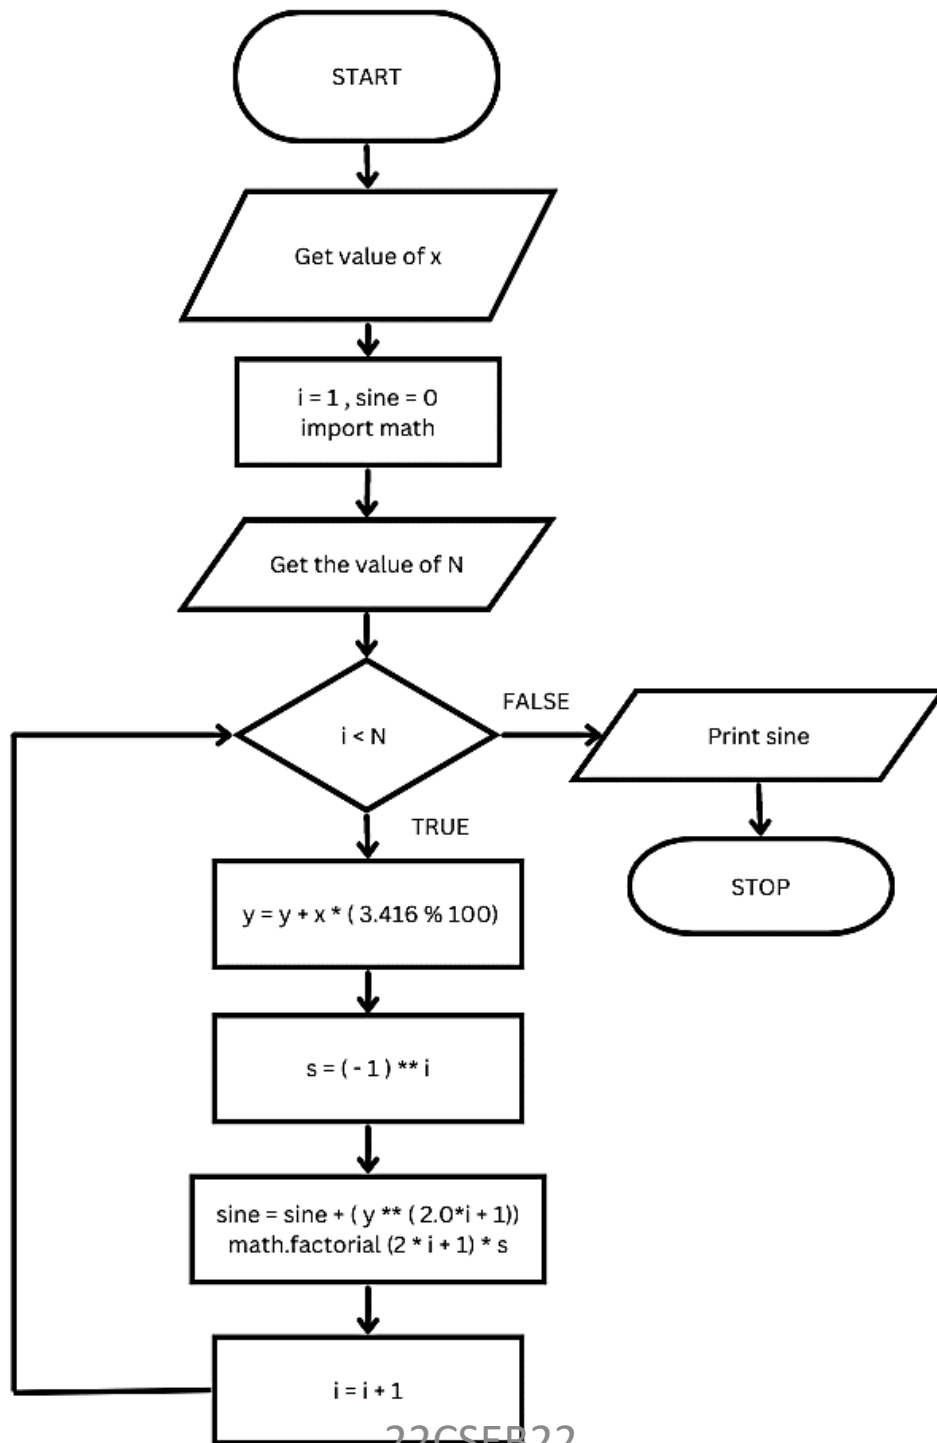 START
Get value of x
i = 1 , sine = 0
import math
Get the value of N
i < N
FALSE
Print sine
TRUE
STOP
y = y + x * ( 3.416 % 100)
s = ( - 1 ) ** i
sine = sine + ( y ** ( 2.0*i + 1))
math.factorial (2 * i + 1) * s
i = i + 1
22CSEB22